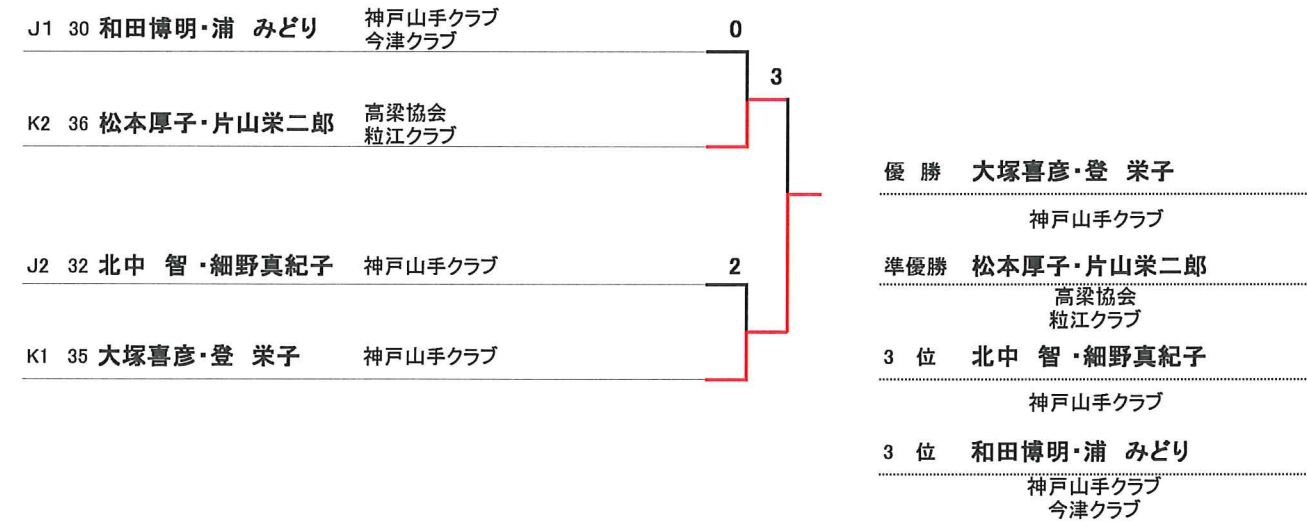 J1 30 和田博明・浦　みどり 神戸山手クラブ
今津クラブ
0
3
K2 36 松本厚子・片山栄二郎 高梁協会
粒江クラブ
優　勝 大塚喜彦・登　栄子
神戸山手クラブ
J2 32 北中　智・細野真紀子 神戸山手クラブ
2
準優勝 松本厚子・片山栄二郎
高梁協会
粒江クラブ
K1 35 大塚喜彦・登　栄子 神戸山手クラブ
3　位 北中　智・細野真紀子
神戸山手クラブ
3　位 和田博明・浦　みどり
神戸山手クラブ
今津クラブ